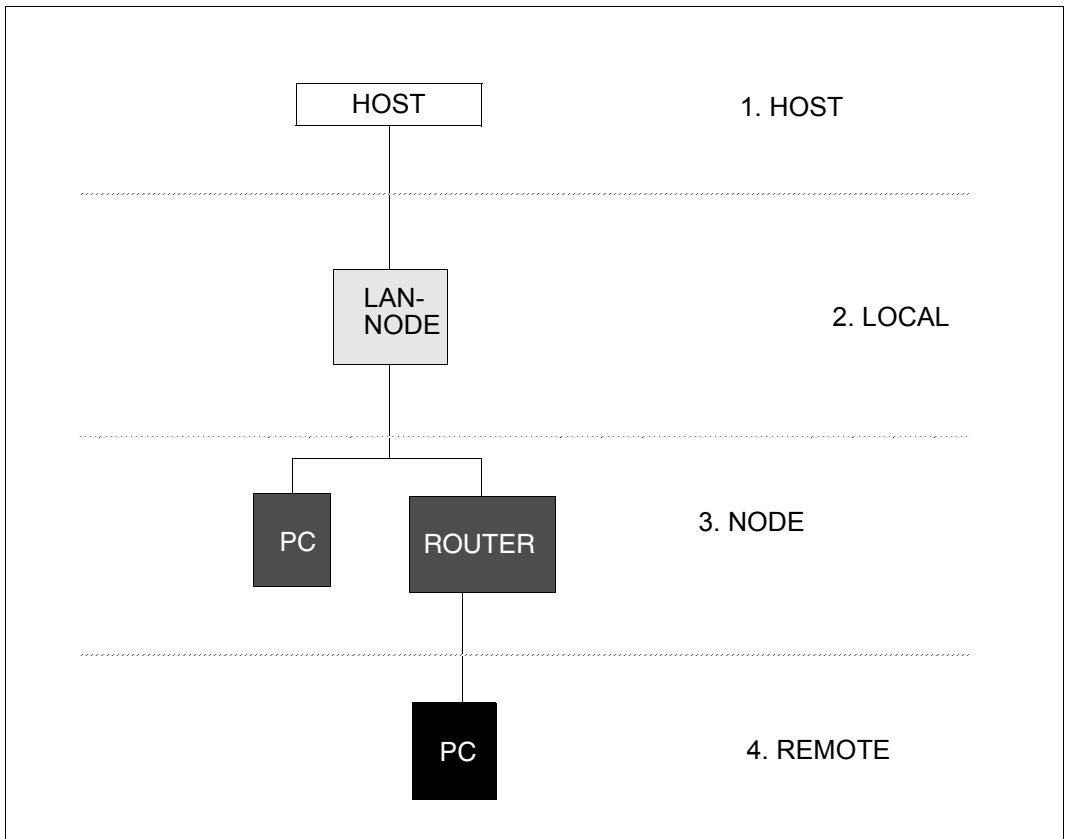 HOST
1. HOST
LAN-
NODE
2. LOCAL
PC
ROUTER
3. NODE
PC
4. REMOTE